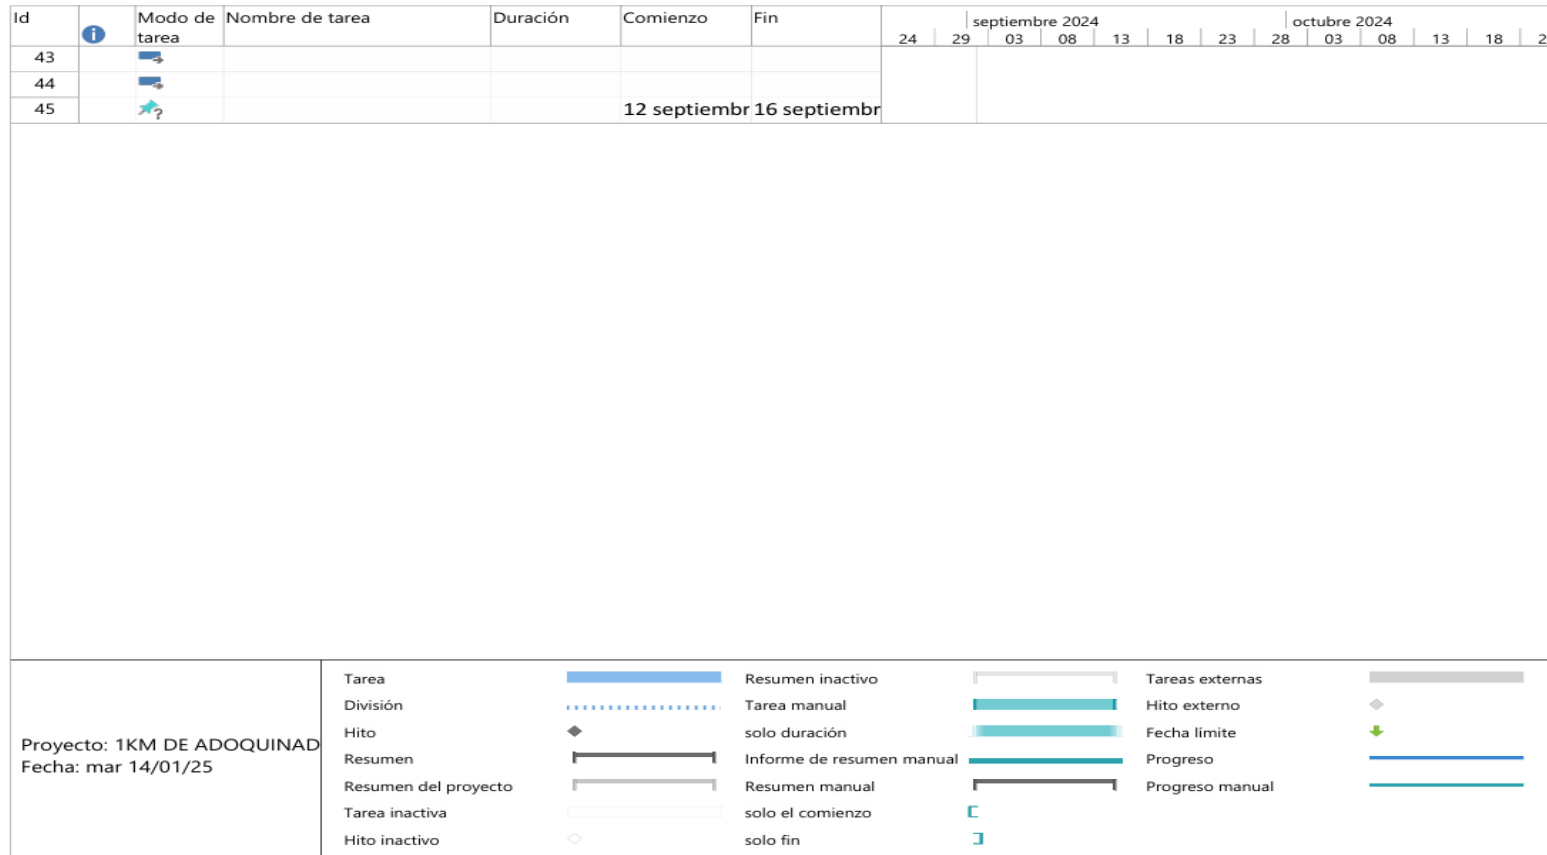 Id Modo de tarea Nombre de tarea Duración Comienzo Fin
septiembre 2024 octubre 2024
24 29 03 08 13 18 23 28 03 08 13 18 2
43
44
45 ? 12 septiembr 16 septiembr
Proyecto: 1KM DE ADOQUINAD
Fecha: mar 14/01/25
Tarea
División
Hito
Resumen
Resumen del proyecto
Tarea inactiva
Hito inactivo
Resumen inactivo
Tarea manual
solo duración
Informe de resumen manual
Resumen manual
solo el comienzo
solo fin
Tareas externas
Hito externo
Fecha límite
Progreso
Progreso manual